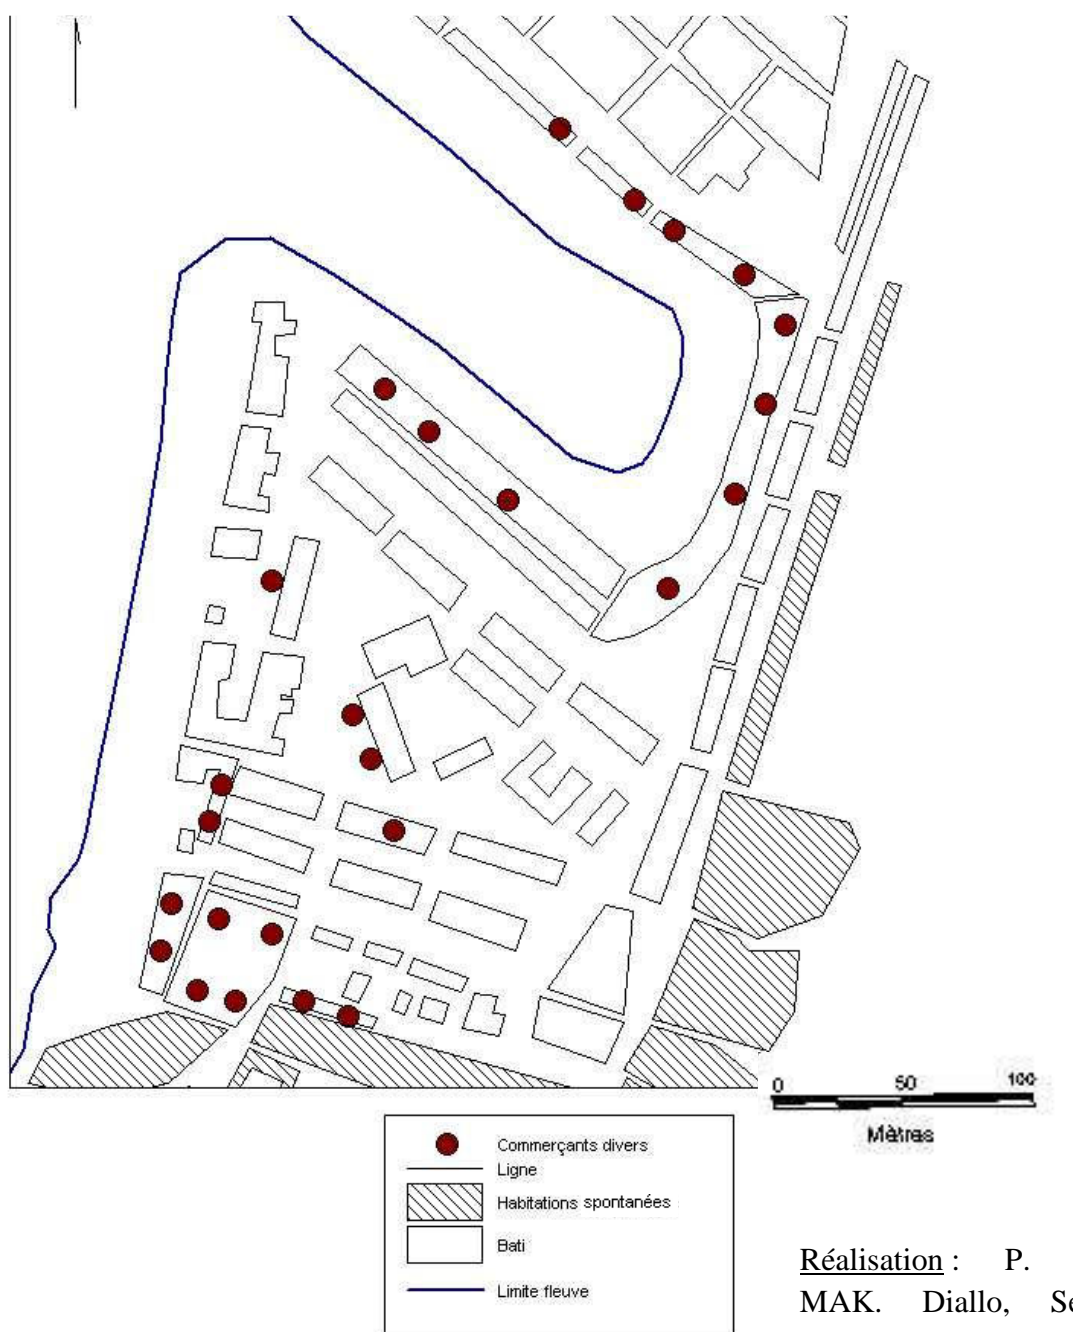 0 50 100
Mètres
Commerçants divers
Ligne
Habitations spontanées
Bati
Limite fleuve
Réalisation : P.
MAK. Diallo,